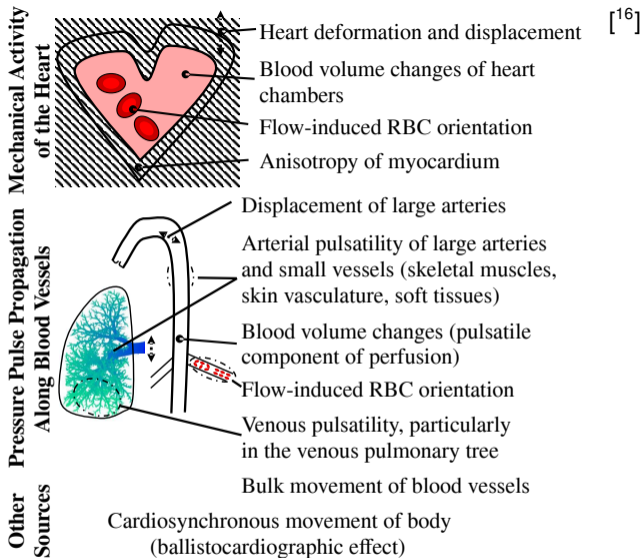 [16]
Mechanical Activity
of the Heart
Heart deformation and displacement
Blood volume changes of heart
chambers
Flow-induced RBC orientation
Anisotropy of myocardium
Pressure Pulse Propagation
Along Blood Vessels
Displacement of large arteries
Arterial pulsatility of large arteries
and small vessels (skeletal muscles,
skin vasculature, soft tissues)
Blood volume changes (pulsatile
component of perfusion)
Flow-induced RBC orientation
Venous pulsatility, particularly
in the venous pulmonary tree
Bulk movement of blood vessels
Other
Sources
Cardiosynchronous movement of body
(ballistocardiographic effect)